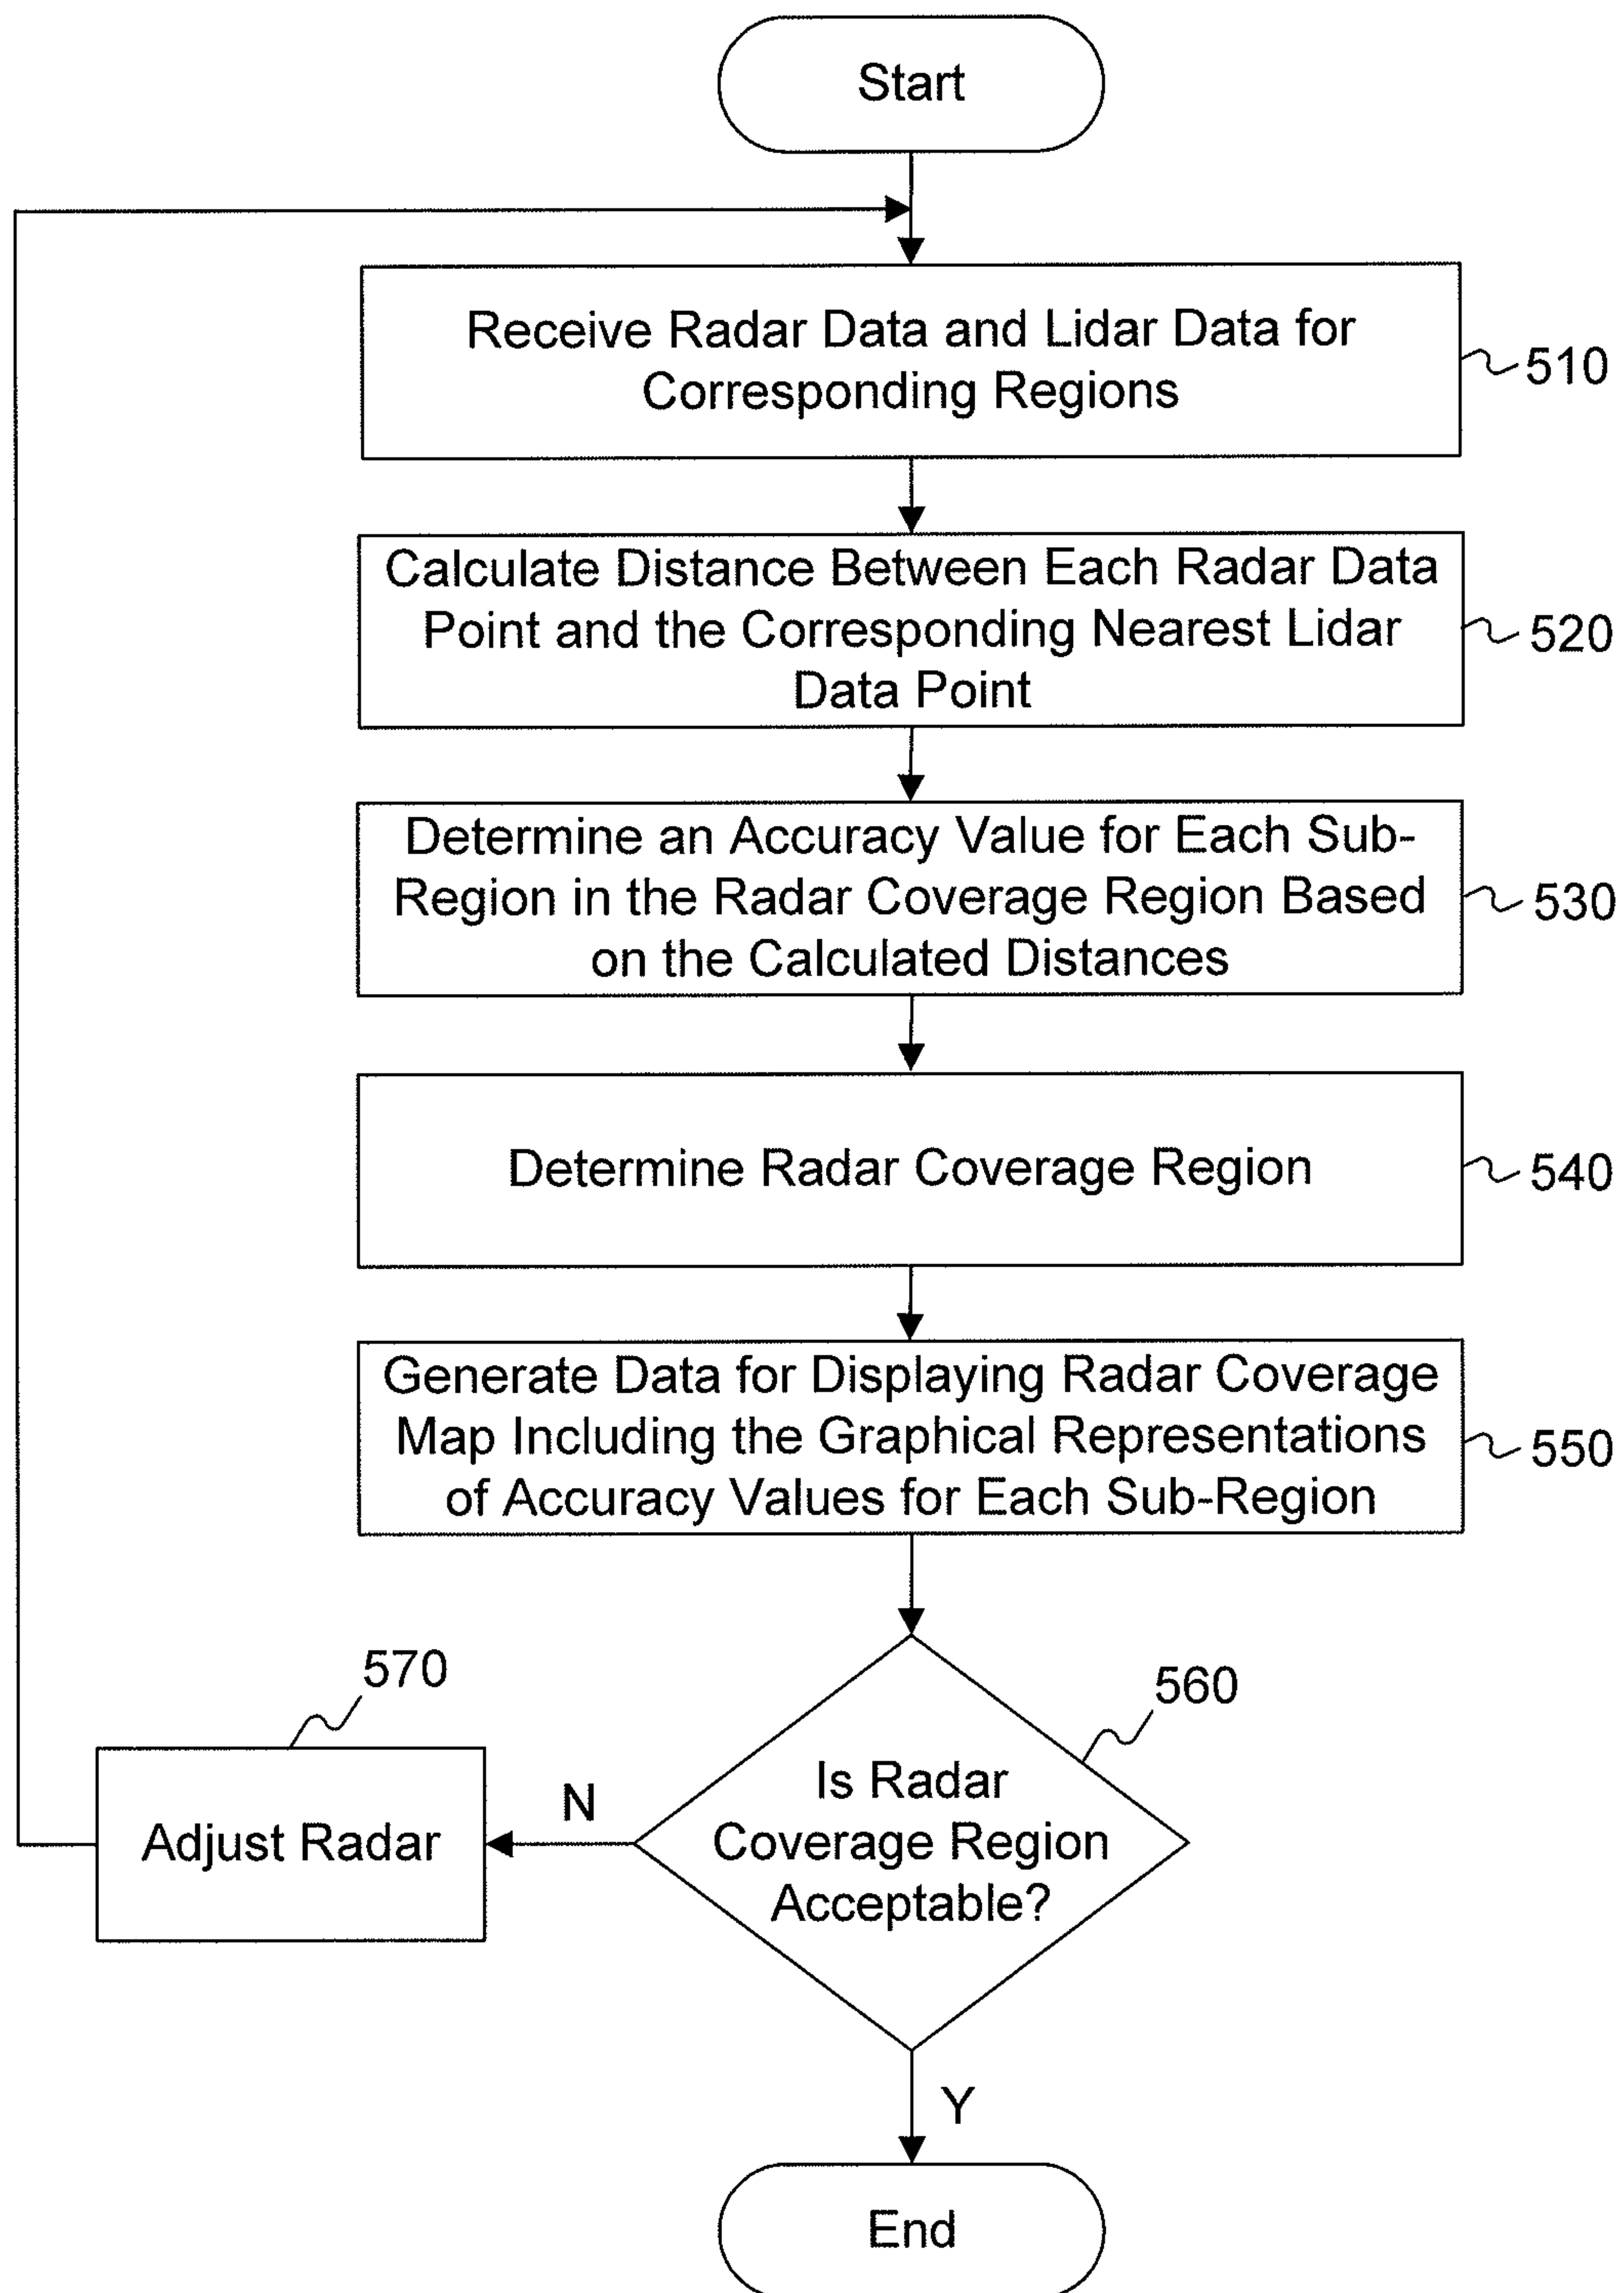 Start
Receive Radar Data and Lidar Data for
Corresponding Regions
510
Calculate Distance Between Each Radar Data
Point and the Corresponding Nearest Lidar
Data Point
520
Determine an Accuracy Value for Each Sub-
Region in the Radar Coverage Region Based
on the Calculated Distances
530
Determine Radar Coverage Region
540
Generate Data for Displaying Radar Coverage
Map Including the Graphical Representations
of Accuracy Values for Each Sub-Region
550
560
Is Radar
Coverage Region
Acceptable?
N
570
Adjust Radar
Y
End